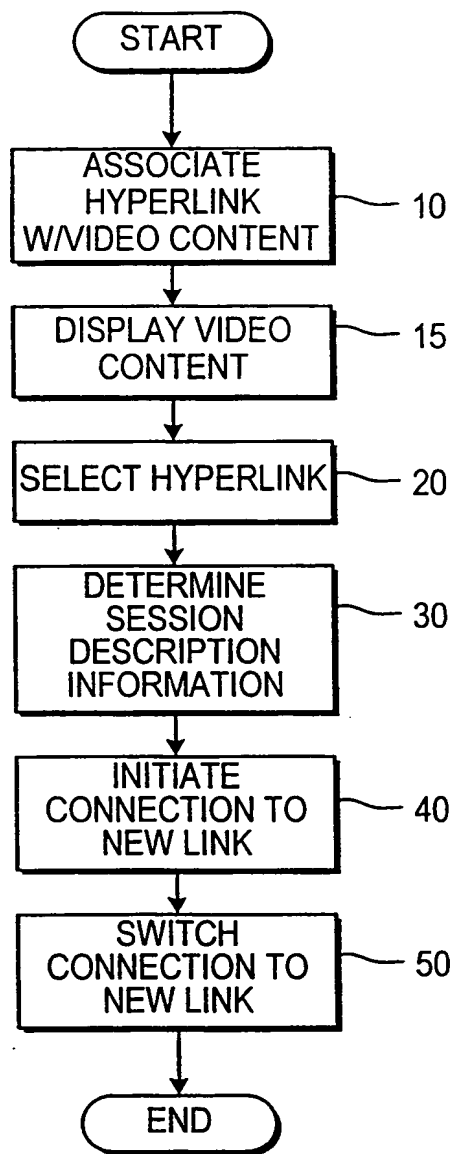 START
ASSOCIATE
HYPERLINK
W/VIDEO CONTENT
10
DISPLAY VIDEO
CONTENT
15
SELECT HYPERLINK
20
DETERMINE
SESSION
DESCRIPTION
INFORMATION
30
INITIATE
CONNECTION TO
NEW LINK
40
SWITCH
CONNECTION TO
NEW LINK
50
END